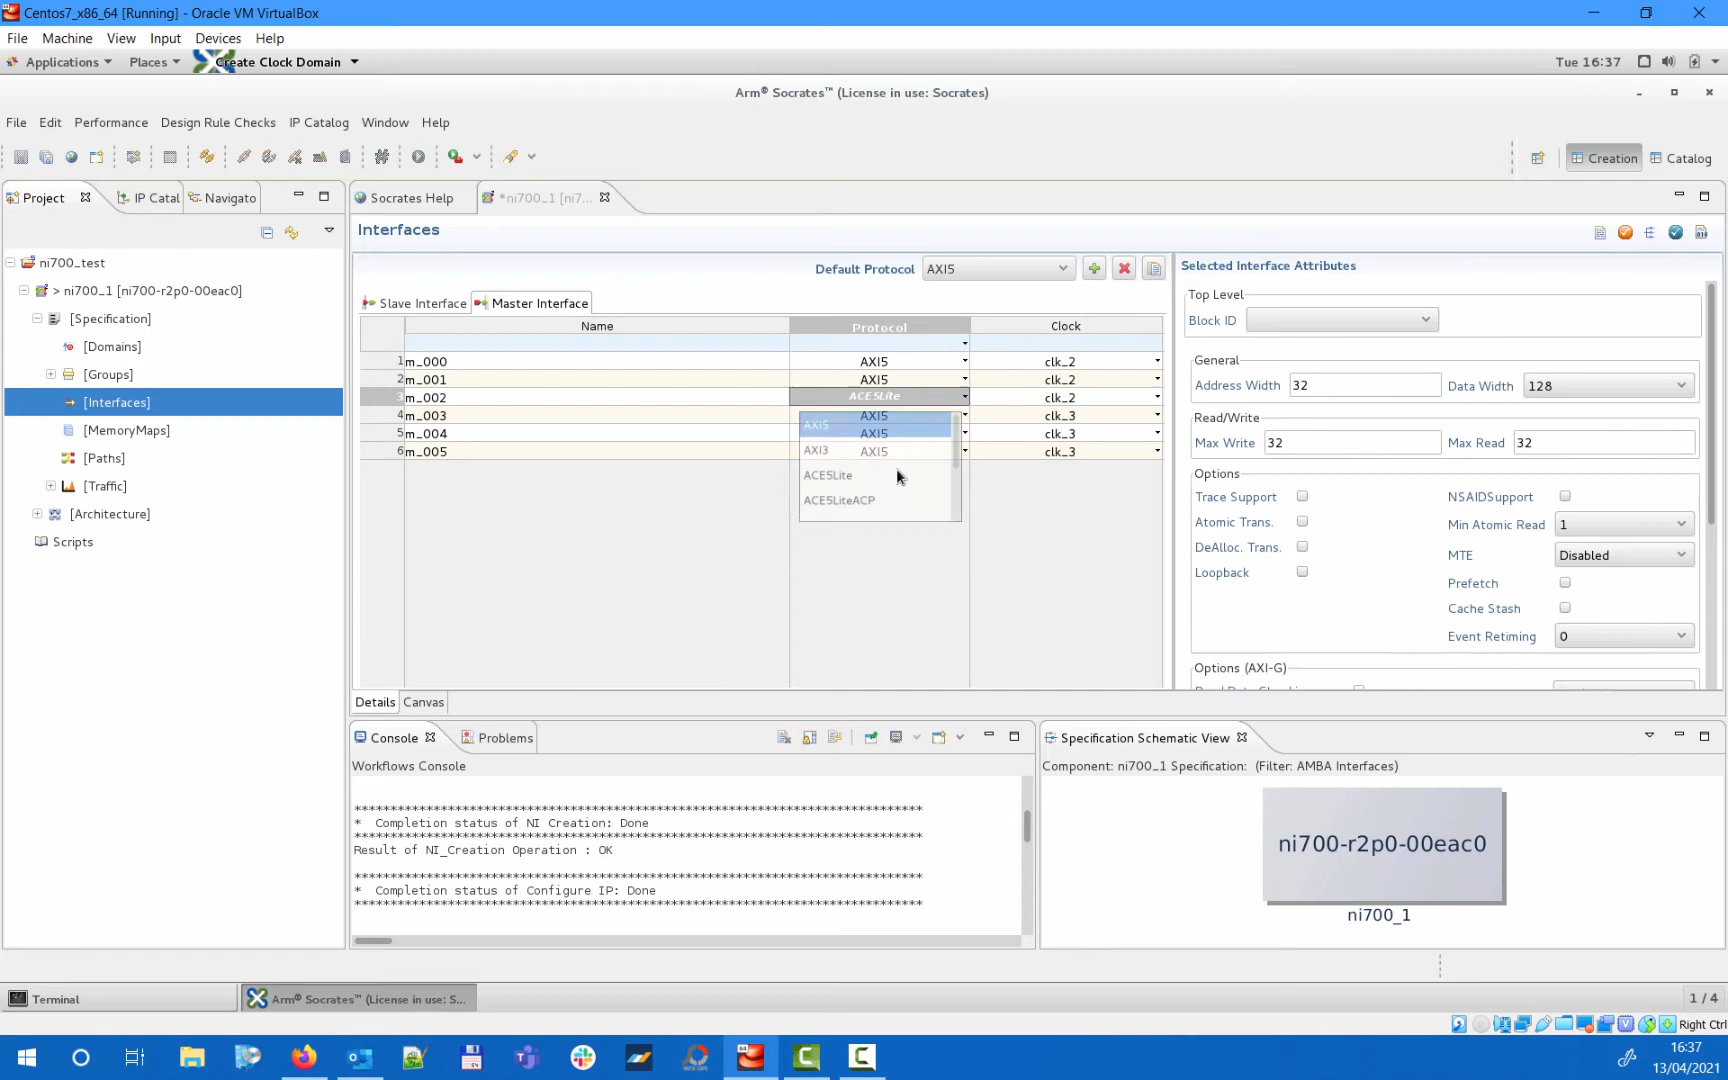 Centos7_x86_64 [Running] - Oracle VM VirtualBox
File Machine View Input Devices Help
Applications Places Create Clock Domain Tue 16:37
Arm® Socrates™ (License in use: Socrates)
File Edit Performance Design Rule Checks IP Catalog Window Help
Creation Catalog
Project IP Catal Navigato
Socrates Help *ni700_1 [ni7...
Interfaces
Default Protocol AXI5
Selected Interface Attributes
ni700_test
> ni700_1 [ni700-r2p0-00eac0]
[Specification]
[Domains]
[Groups]
[Interfaces]
[MemoryMaps]
[Paths]
[Traffic]
[Architecture]
Scripts
Slave Interface Master Interface
Name Protocol Clock
1 m_000 AXI5 clk_2
2 m_001 AXI5 clk_2
3 m_002 ACE5Lite clk_2
4 m_003 AXI5 clk_3
5 m_004 AXI5 clk_3
6 m_005 AXI5 clk_3
AXI5
AXI3
ACE5Lite
ACE5LiteACP
Top Level
Block ID
General
Address Width 32 Data Width 128
Read/Write
Max Write 32 Max Read 32
Options
Trace Support NSAIDSupport
Atomic Trans. Min Atomic Read 1
DeAlloc. Trans. MTE Disabled
Loopback Prefetch
Cache Stash
Event Retiming 0
Options (AXI-G)
Details Canvas
Console Problems
Workflows Console
********************************************************************************
* Completion status of NI Creation: Done
********************************************************************************
Result of NI_Creation Operation : OK
********************************************************************************
* Completion status of Configure IP: Done
********************************************************************************
Specification Schematic View
Component: ni700_1 Specification: (Filter: AMBA Interfaces)
ni700-r2p0-00eac0
ni700_1
Terminal Arm® Socrates™ (License in use: S... 1 / 4
Right Ctrl
16:37
13/04/2021